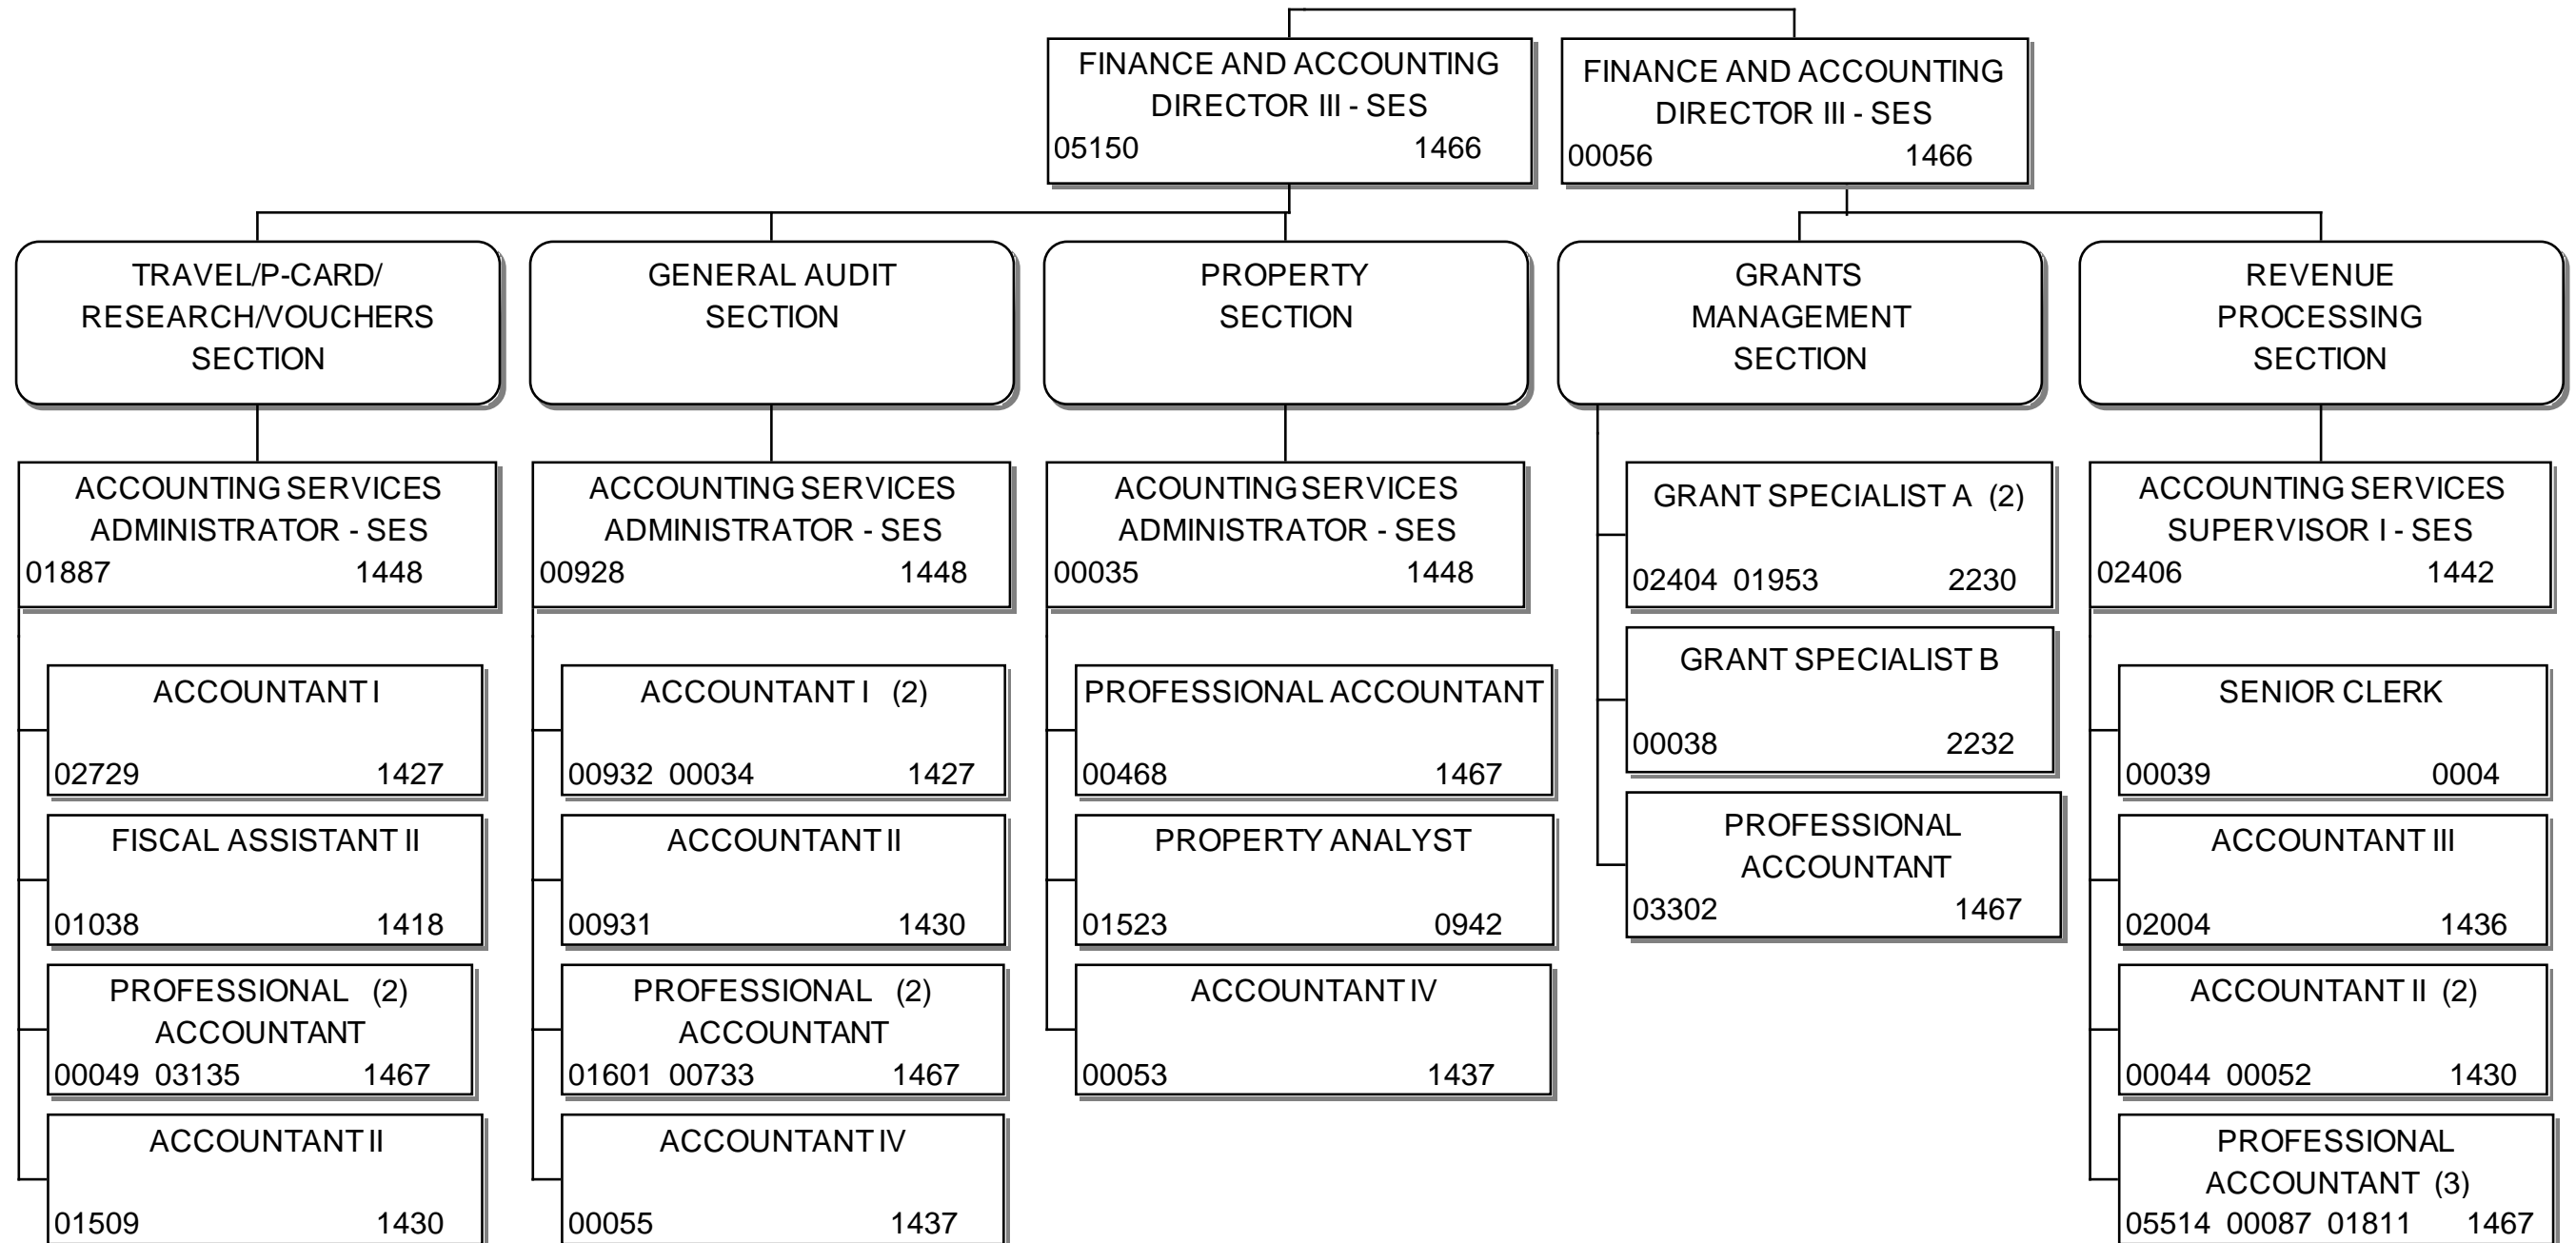 FINANCE AND ACCOUNTING
DIRECTOR III - SES
05150 1466
FINANCE AND ACCOUNTING
DIRECTOR III - SES
00056 1466
TRAVEL/P-CARD/
RESEARCH/VOUCHERS
SECTION
GENERAL AUDIT
SECTION
PROPERTY
SECTION
GRANTS
MANAGEMENT
SECTION
REVENUE
PROCESSING
SECTION
ACCOUNTING SERVICES
ADMINISTRATOR - SES
01887 1448
ACCOUNTANT I
02729 1427
FISCAL ASSISTANT II
01038 1418
PROFESSIONAL (2)
ACCOUNTANT
00049 03135 1467
ACCOUNTANT II
01509 1430
ACCOUNTING SERVICES
ADMINISTRATOR - SES
00928 1448
ACCOUNTANT I (2)
00932 00034 1427
ACCOUNTANT II
00931 1430
PROFESSIONAL (2)
ACCOUNTANT
01601 00733 1467
ACCOUNTANT IV
00055 1437
ACOUNTING SERVICES
ADMINISTRATOR - SES
00035 1448
PROFESSIONAL ACCOUNTANT
00468 1467
PROPERTY ANALYST
01523 0942
ACCOUNTANT IV
00053 1437
GRANT SPECIALIST A (2)
02404 01953 2230
GRANT SPECIALIST B
00038 2232
PROFESSIONAL
ACCOUNTANT
03302 1467
ACCOUNTING SERVICES
SUPERVISOR I - SES
02406 1442
SENIOR CLERK
00039 0004
ACCOUNTANT III
02004 1436
ACCOUNTANT II (2)
00044 00052 1430
PROFESSIONAL
ACCOUNTANT (3)
05514 00087 01811 1467